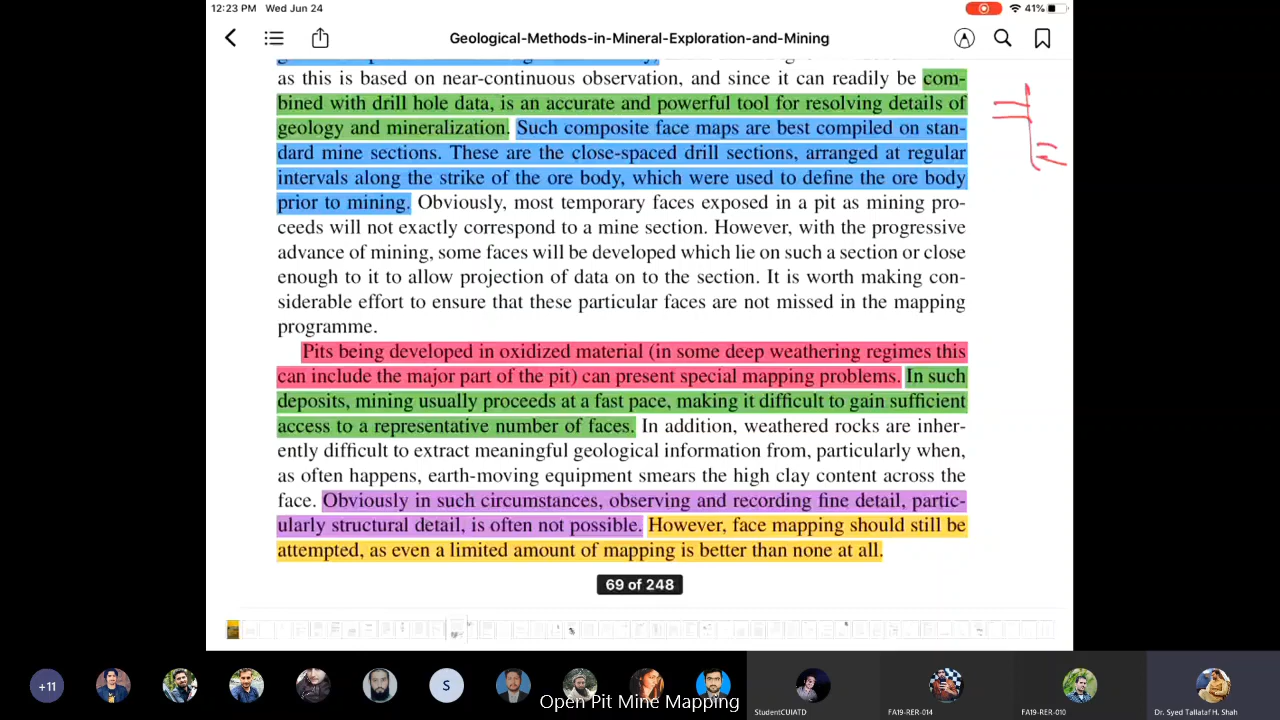 12:23 PM Wed Jun 24
41%
Geological-Methods-in-Mineral-Exploration-and-Mining
as this is based on near-continuous observation, and since it can readily be com-
bined with drill hole data, is an accurate and powerful tool for resolving details of
geology and mineralization. Such composite face maps are best compiled on stan-
dard mine sections. These are the close-spaced drill sections, arranged at regular
intervals along the strike of the ore body, which were used to define the ore body
prior to mining. Obviously, most temporary faces exposed in a pit as mining pro-
ceeds will not exactly correspond to a mine section. However, with the progressive
advance of mining, some faces will be developed which lie on such a section or close
enough to it to allow projection of data on to the section. It is worth making con-
siderable effort to ensure that these particular faces are not missed in the mapping
programme.
Pits being developed in oxidized material (in some deep weathering regimes this
can include the major part of the pit) can present special mapping problems. In such
deposits, mining usually proceeds at a fast pace, making it difficult to gain sufficient
access to a representative number of faces. In addition, weathered rocks are inher-
ently difficult to extract meaningful geological information from, particularly when,
as often happens, earth-moving equipment smears the high clay content across the
face. Obviously in such circumstances, observing and recording fine detail, partic-
ularly structural detail, is often not possible. However, face mapping should still be
attempted, as even a limited amount of mapping is better than none at all.
69 of 248
+11
S
Open Pit Mine Mapping
StudentCUIATD
FA19-RER-014
FA19-RER-010
Dr. Syed Tallataf H. Shah